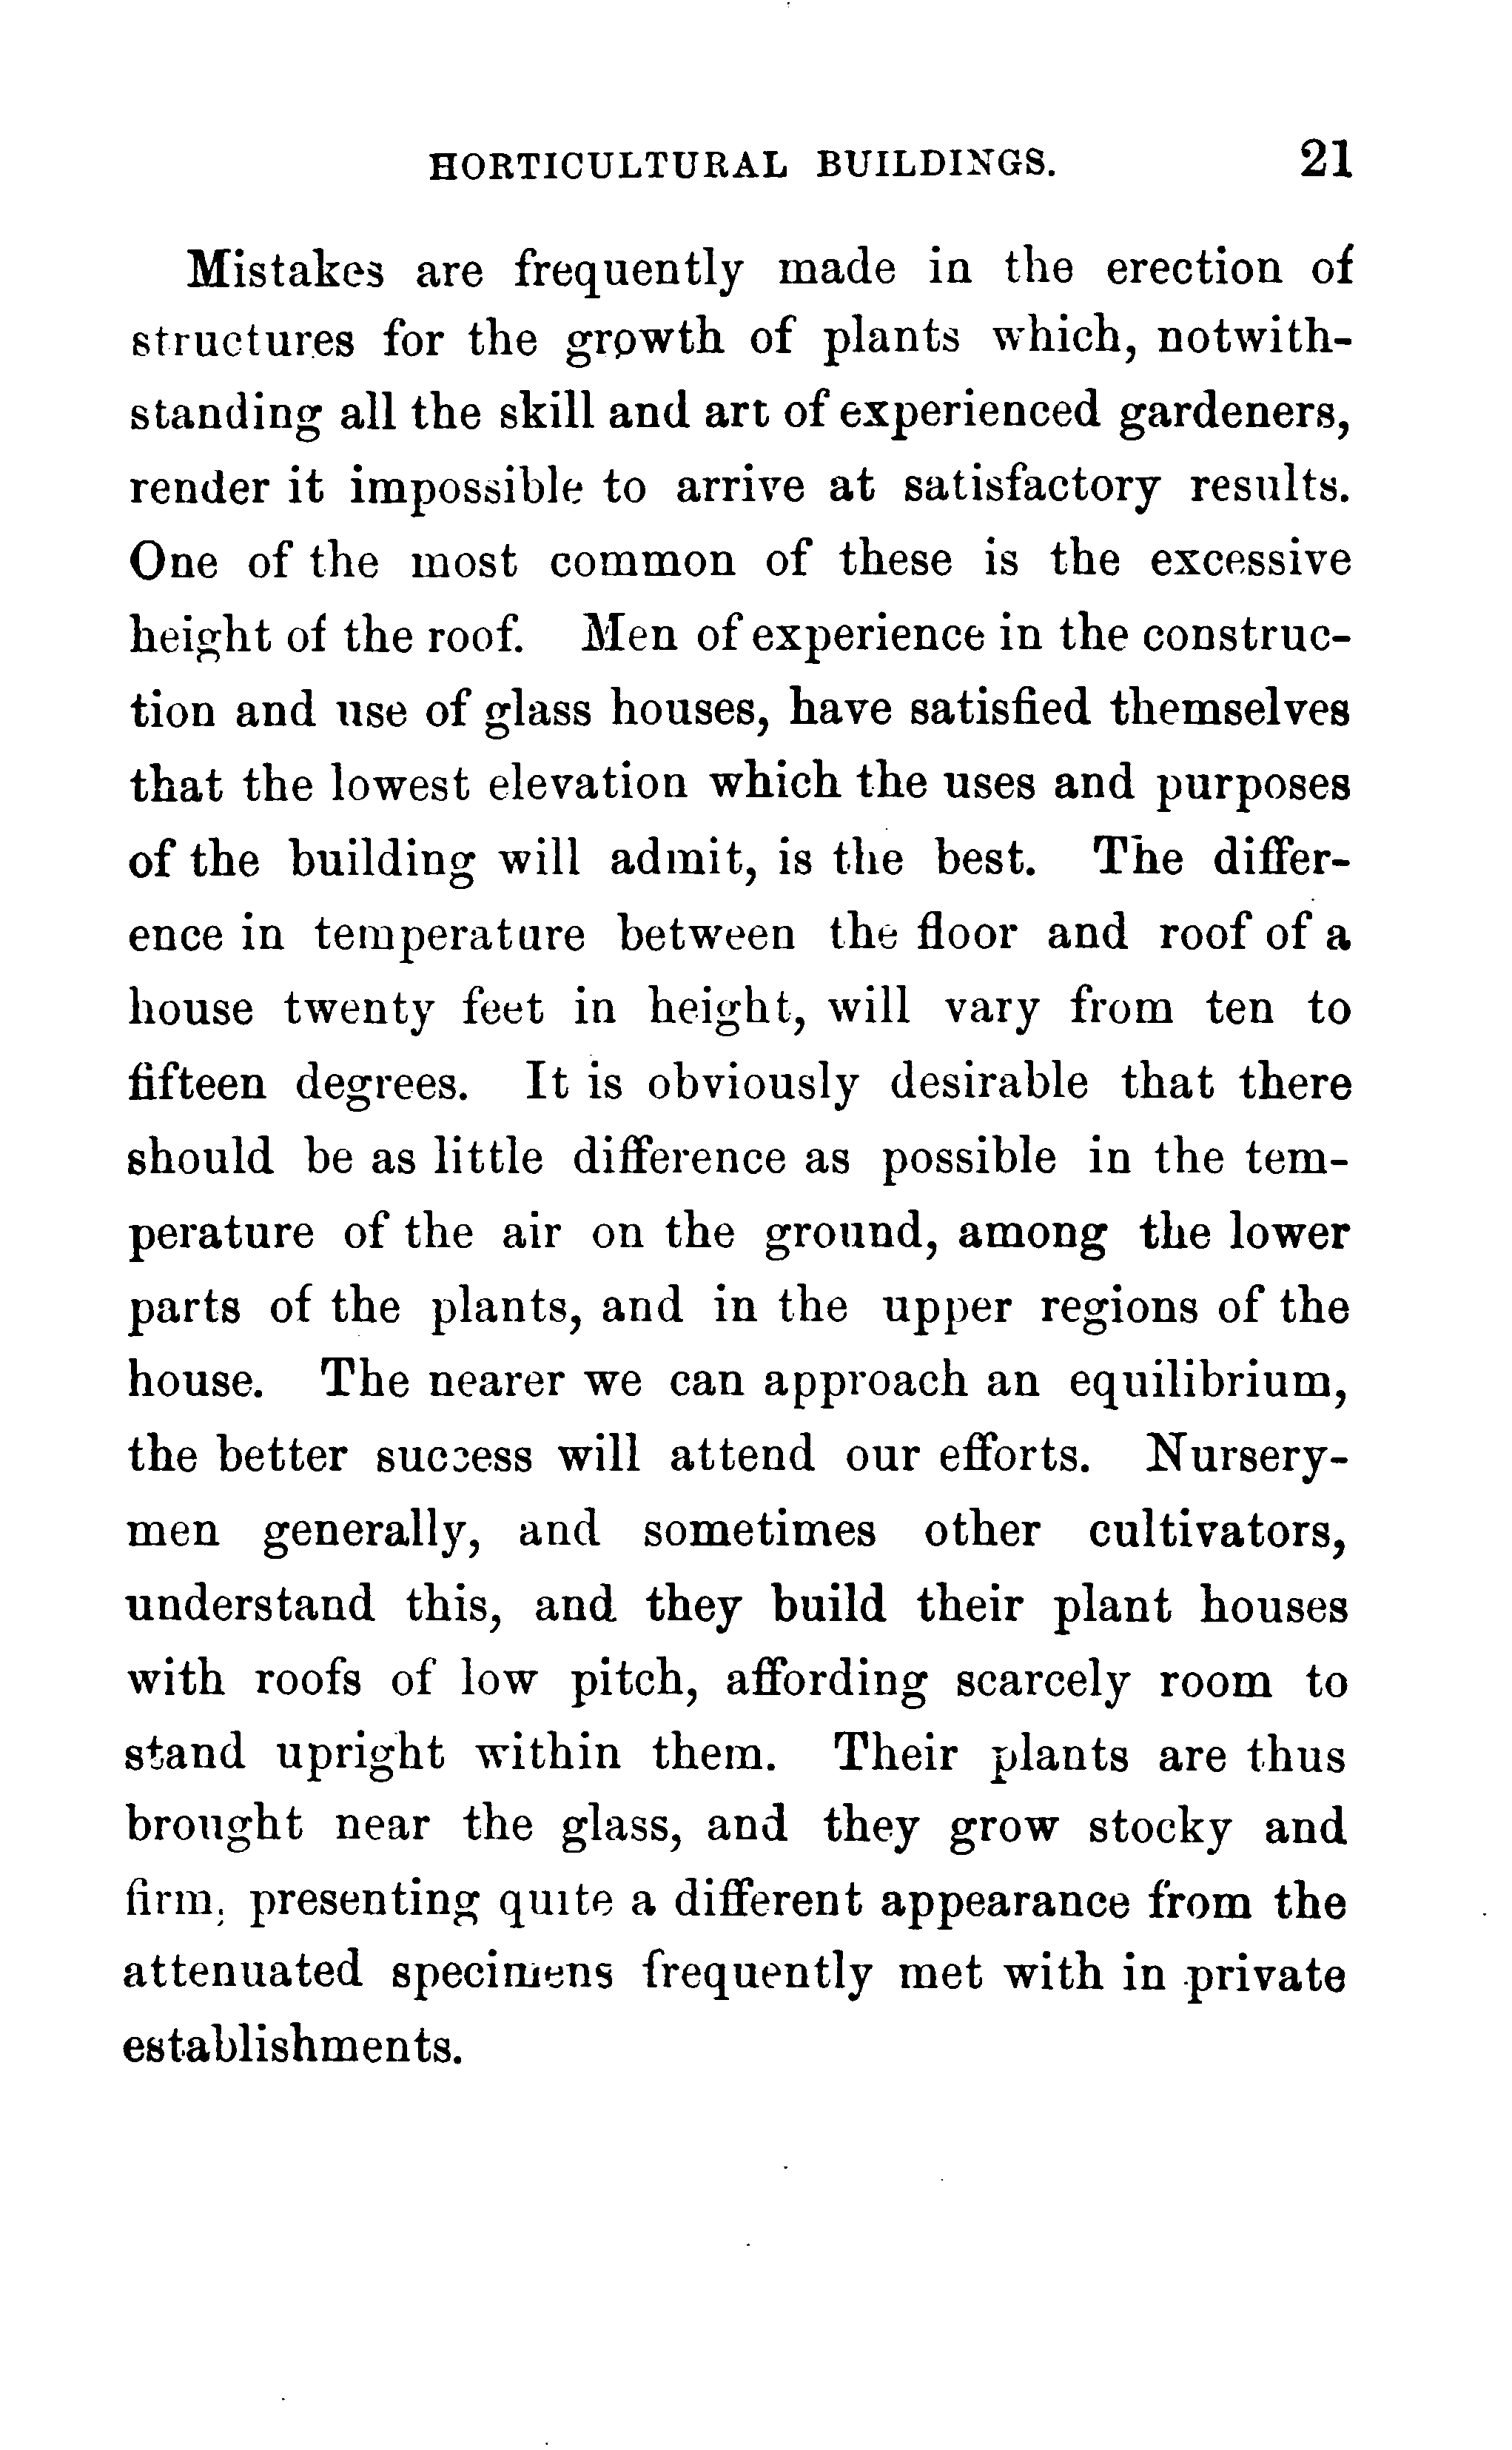 HORTICULTURAL BUILDINGS. 21
Mistakes are frequently made in the erection of
structures for the growth of plants which, notwith-
standing all the skill and art of experienced gardeners,
render it impossible to arrive at satisfactory results.
One of the most common of these is the excessive
height of the roof. Men of experience in the construc-
tion and use of glass houses, have satisfied themselves
that the lowest elevation which the uses and purposes
of the building will admit, is the best. The differ-
ence in temperature between the floor and roof of a
house twenty feet in height, will vary from ten to
fifteen degrees. It is obviously desirable that there
should be as little difference as possible in the tem-
perature of the air on the ground, among the lower
parts of the plants, and in the upper regions of the
house. The nearer we can approach an equilibrium,
the better success will attend our efforts. Nursery-
men generally, and sometimes other cultivators,
understand this, and they build their plant houses
with roofs of low pitch, affording scarcely room to
stand upright within them. Their plants are thus
brought near the glass, and they grow stocky and
firm, presenting quite a different appearance from the
attenuated specimens frequently met with in private
establishments.